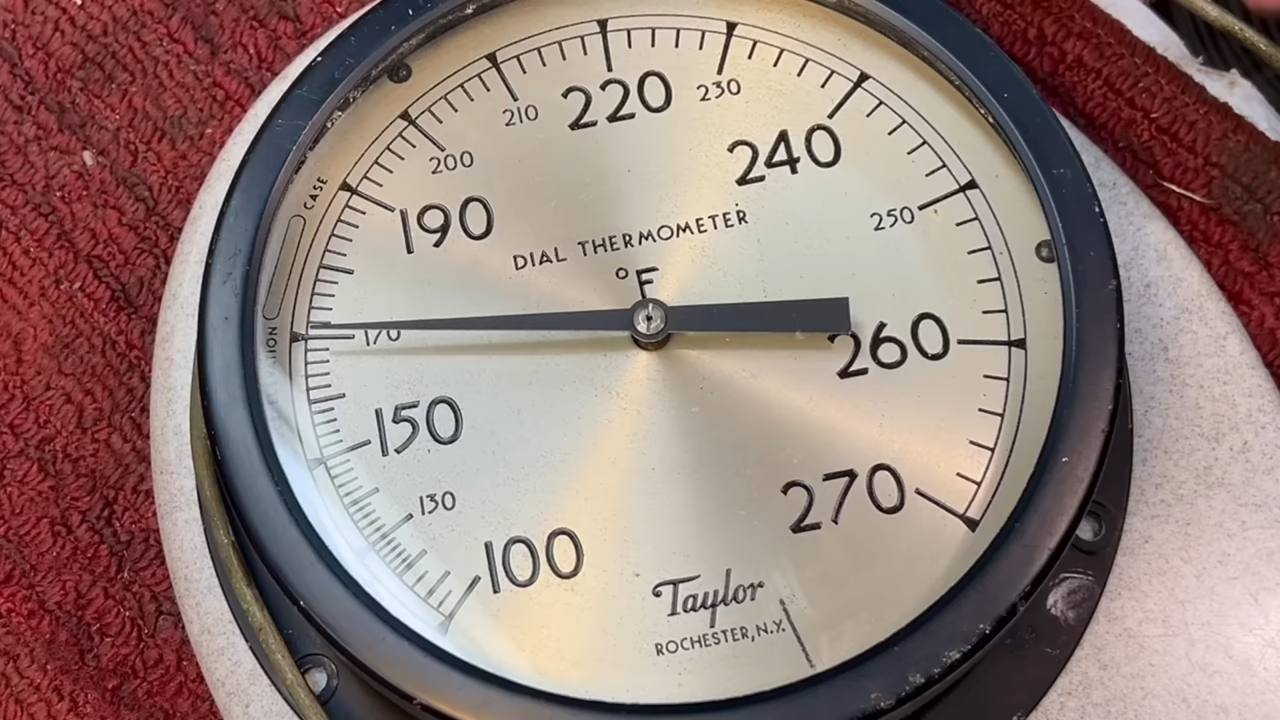 220
210
230
200
240
190
250
CASE
DIAL THERMOMETER
°F
170
260
150
130
270
100
Taylor
ROCHESTER, N.Y.